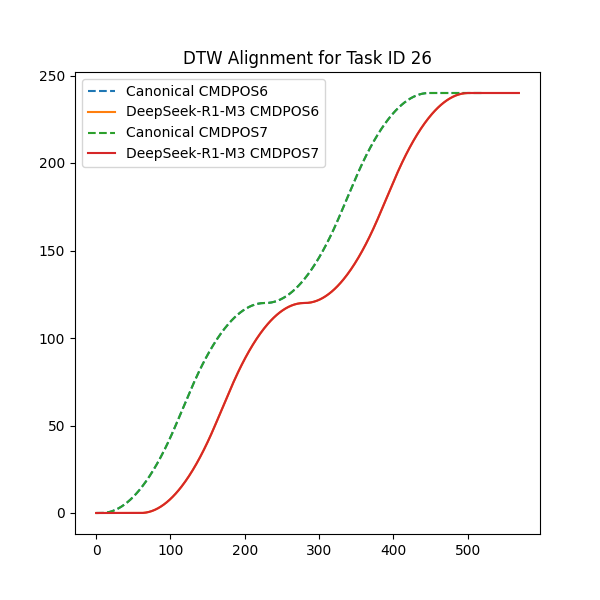 DTW Alignment for Task ID 26
Canonical CMDPOS6
DeepSeek-R1-M3 CMDPOS6
Canonical CMDPOS7
DeepSeek-R1-M3 CMDPOS7
250
200
150
100
50
0
0 100 200 300 400 500